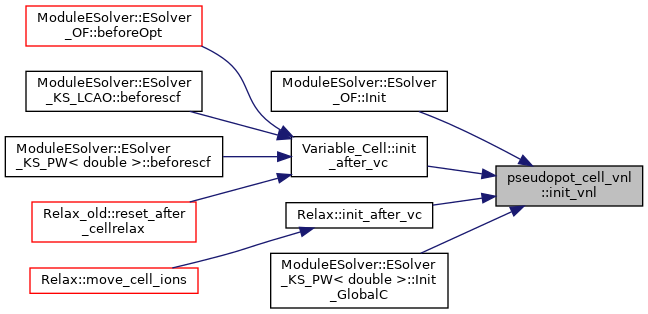 ModuleESolver::ESolver
_OF::beforeOpt
ModuleESolver::ESolver
_KS_LCAO::beforescf
ModuleESolver::ESolver
_KS_PW< double >::beforescf
Relax_old::reset_after
_cellrelax
Relax::move_cell_ions
ModuleESolver::ESolver
_OF::Init
Variable_Cell::init
_after_vc
Relax::init_after_vc
ModuleESolver::ESolver
_KS_PW< double >::Init
_GlobalC
pseudopot_cell_vnl
::init_vnl